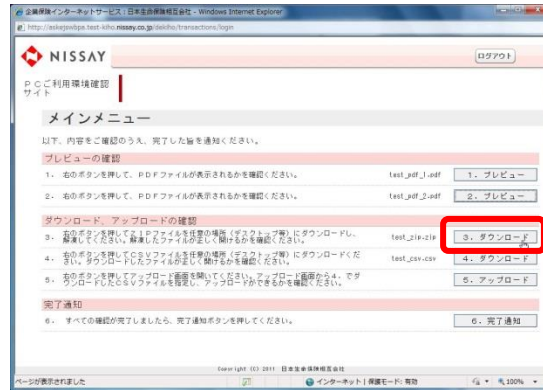 企業保険インターネットサービス：日本生命保険相互会社 - Windows Internet Explorer
http://eskejswbpa.test-kiho.nissay.co.jp/dekiho/transactions/login
NISSAY
ログアウト
PCご利用環境確認
サイト
メインメニュー
以下、内容をご確認のうえ、完了した旨を通知ください。
プレビューの確認
1． 右のボタンを押して、PDFファイルが表示されるかを確認ください。 test_pdf_1.pdf 1．プレビュー
2． 右のボタンを押して、PDFファイルが表示されるかを確認ください。 test_pdf_2.pdf 2．プレビュー
ダウンロード、アップロードの確認
3． 右のボタンを押してZIPファイルを任意の場所（デスクトップ等）にダウンロードし、
解凍してください。解凍したファイルが正しく開けるかを確認ください。 test_zip.zip 3．ダウンロード
4． 右のボタンを押してCSVファイルを任意の場所（デスクトップ等）にダウンロードくだ
さい。ダウンロードしたファイルが正しく開けるかを確認ください。 test_csv.csv 4．ダウンロード
5． 右のボタンを押してアップロード画面を開いてください。アップロード画面から4．でダ
ウンロードしたCSVファイルを指定し、アップロードができるかを確認ください。 5．アップロード
完了通知
6． すべての確認が完了しましたら、完了通知ボタンを押してください。 6．完了通知
Copyright (C) 2011 日本生命保険相互会社
ページが表示されました
インターネット | 保護モード: 有効
100%